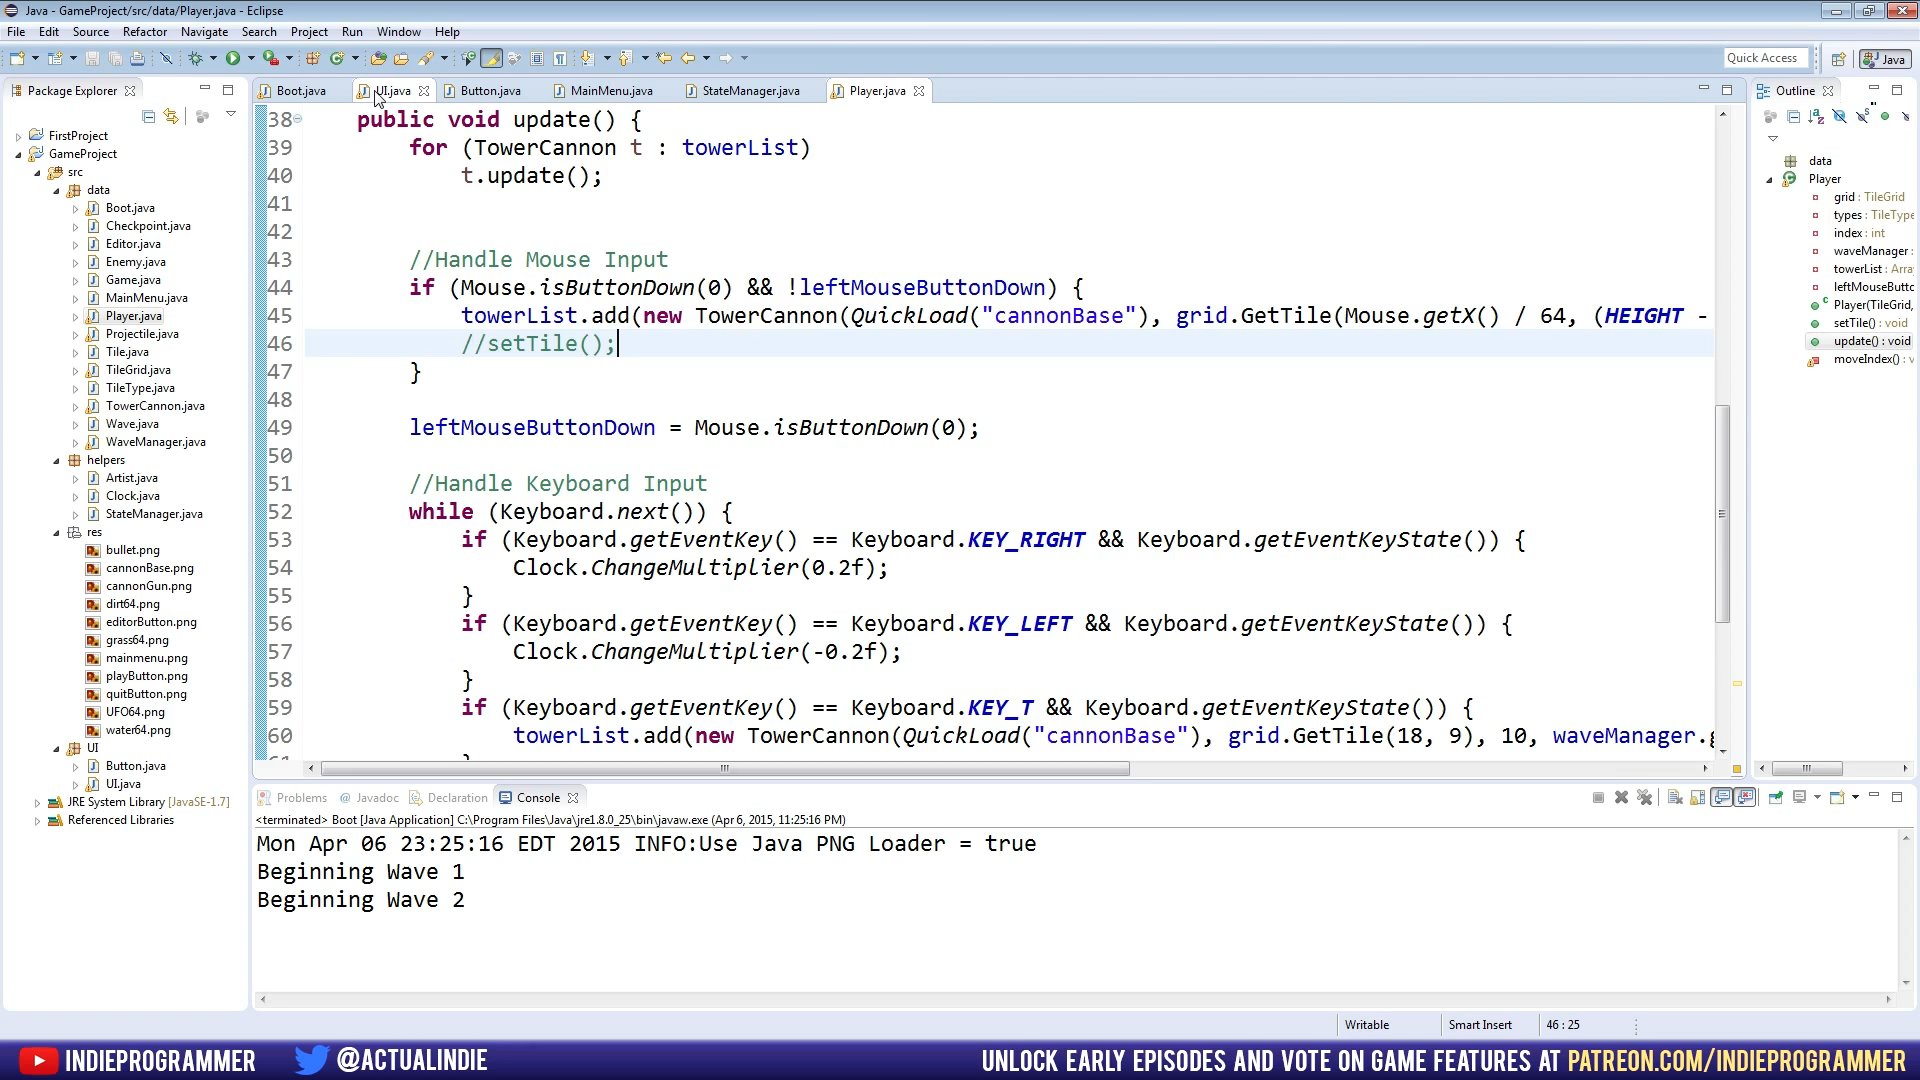 Java - GameProject/src/data/Player.java - Eclipse
File Edit Source Refactor Navigate Search Project Run Window Help
Quick Access
Java
Package Explorer
FirstProject
GameProject
src
data
Boot.java
Checkpoint.java
Editor.java
Enemy.java
Game.java
MainMenu.java
Player.java
Projectile.java
Tile.java
TileGrid.java
TileType.java
TowerCannon.java
Wave.java
WaveManager.java
helpers
Artist.java
Clock.java
StateManager.java
res
bullet.png
cannonBase.png
cannonGun.png
dirt64.png
editorButton.png
grass64.png
mainmenu.png
playButton.png
quitButton.png
UFO64.png
water64.png
UI
Button.java
UI.java
JRE System Library [JavaSE-1.7]
Referenced Libraries
Boot.java UI.java Button.java MainMenu.java StateManager.java Player.java
38 public void update() {
39 for (TowerCannon t : towerList)
40 t.update();
41
42
43 //Handle Mouse Input
44 if (Mouse.isButtonDown(0) && !leftMouseButtonDown) {
45 towerList.add(new TowerCannon(QuickLoad("cannonBase"), grid.GetTile(Mouse.getX() / 64, (HEIGHT -
46 //setTile();
47 }
48
49 leftMouseButtonDown = Mouse.isButtonDown(0);
50
51 //Handle Keyboard Input
52 while (Keyboard.next()) {
53 if (Keyboard.getEventKey() == Keyboard.KEY_RIGHT && Keyboard.getEventKeyState()) {
54 Clock.ChangeMultiplier(0.2f);
55 }
56 if (Keyboard.getEventKey() == Keyboard.KEY_LEFT && Keyboard.getEventKeyState()) {
57 Clock.ChangeMultiplier(-0.2f);
58 }
59 if (Keyboard.getEventKey() == Keyboard.KEY_T && Keyboard.getEventKeyState()) {
60 towerList.add(new TowerCannon(QuickLoad("cannonBase"), grid.GetTile(18, 9), 10, waveManager.g
Outline
data
Player
grid : TileGrid
types : TileType
index : int
waveManager :
towerList : Arra
leftMouseButto
Player(TileGrid,
setTile() : void
update() : void
moveIndex() : v
Problems @ Javadoc Declaration Console
<terminated> Boot [Java Application] C:\Program Files\Java\jre1.8.0_25\bin\javaw.exe (Apr 6, 2015, 11:25:16 PM)
Mon Apr 06 23:25:16 EDT 2015 INFO:Use Java PNG Loader = true
Beginning Wave 1
Beginning Wave 2
Writable Smart Insert 46 : 25
INDIEPROGRAMMER @ACTUALINDIE UNLOCK EARLY EPISODES AND VOTE ON GAME FEATURES AT PATREON.COM/INDIEPROGRAMMER